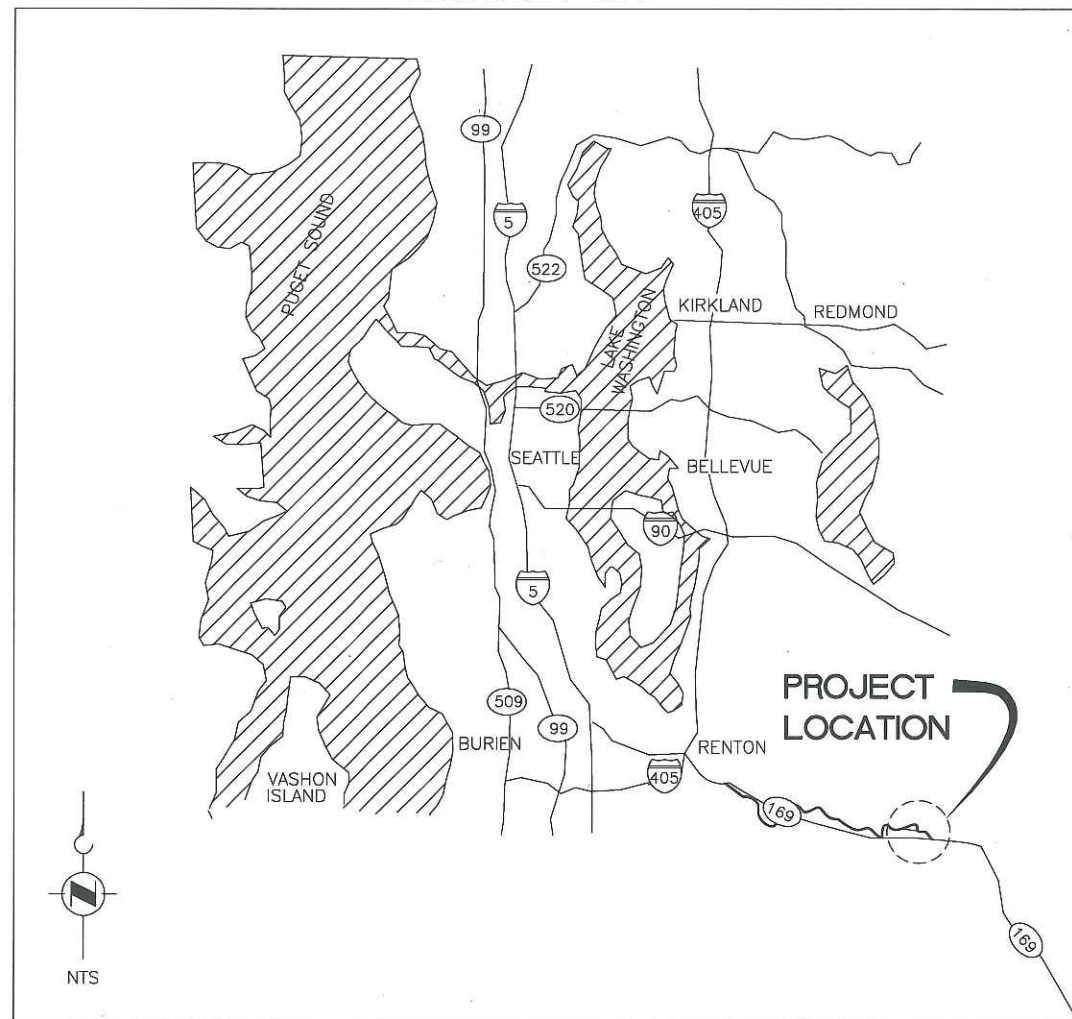 99
5
405
PUGET SOUND
522
KIRKLAND
REDMOND
LAKE
WASHINGTON
520
SEATTLE
BELLEVUE
90
5
PROJECT
LOCATION
509
99
BURIEN
RENTON
405
VASHON
ISLAND
169
169
NTS